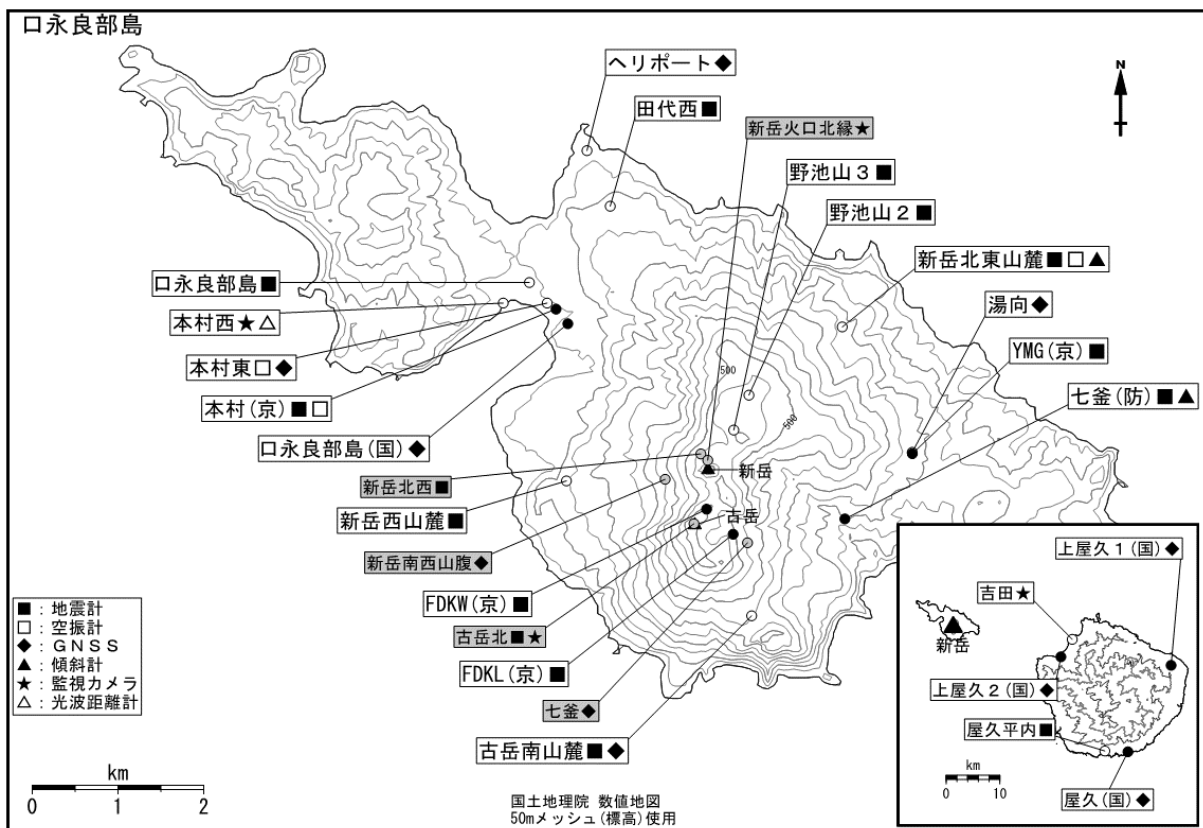 口永良部島
ヘリポート◆
田代西■
新岳火口北縁★
野池山3■
野池山2■
新岳北東山麓■□▲
湯向◆
YMG(京)■
七釜(防)■▲
口永良部島■
本村西★△
本村東□◆
本村(京)■□
口永良部島(国)◆
新岳北西■
新岳西山麓■
新岳南西山腹◆
FDKW(京)■
古岳北■★
FDKL(京)■
七釜◆
古岳南山麓■◆
N
500
500
新岳
古岳
■:地震計
□:空振計
◆:GNSS
▲:傾斜計
★:監視カメラ
△:光波距離計
km
0 1 2
国土地理院 数値地図
50mメッシュ(標高)使用
上屋久1(国)◆
吉田★
新岳
上屋久2(国)◆
屋久平内■
屋久(国)◆
km
0 10